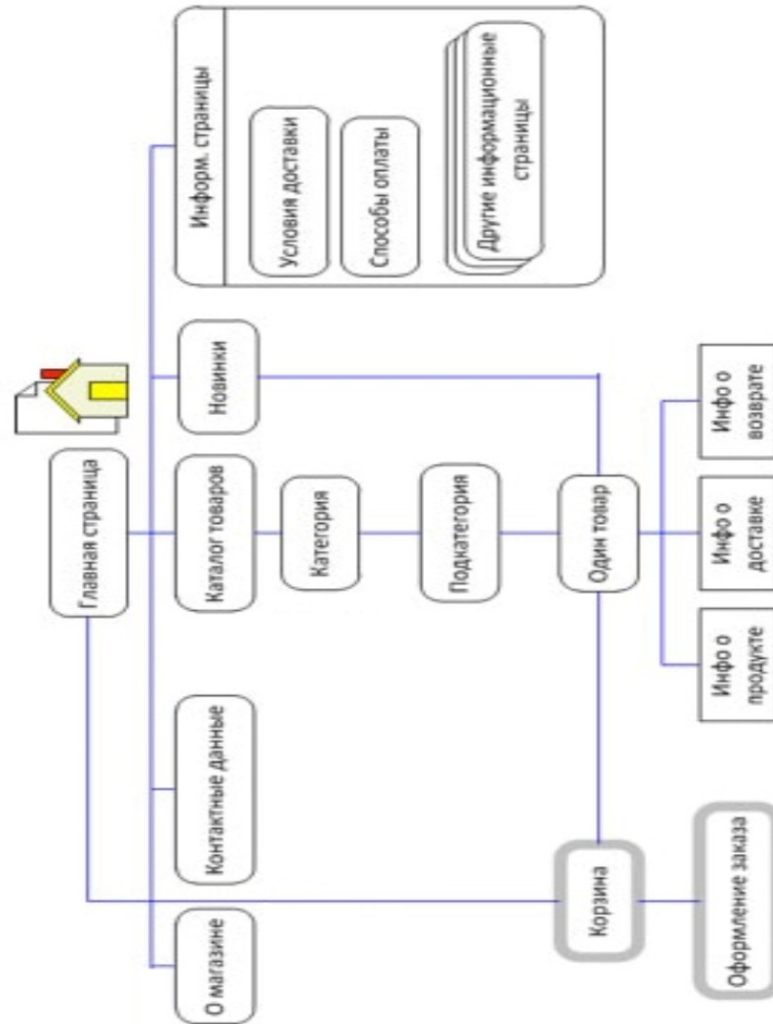 Главная страница
О магазине
Контактные данные
Каталог товаров
Новинки
Информ. страницы
Категория
Условия доставки
Способы оплаты
Подкатегория
Другие информационные
страницы
Корзина
Один товар
Оформление заказа
Инфо о
продукте
Инфо о
доставке
Инфо о
возврате